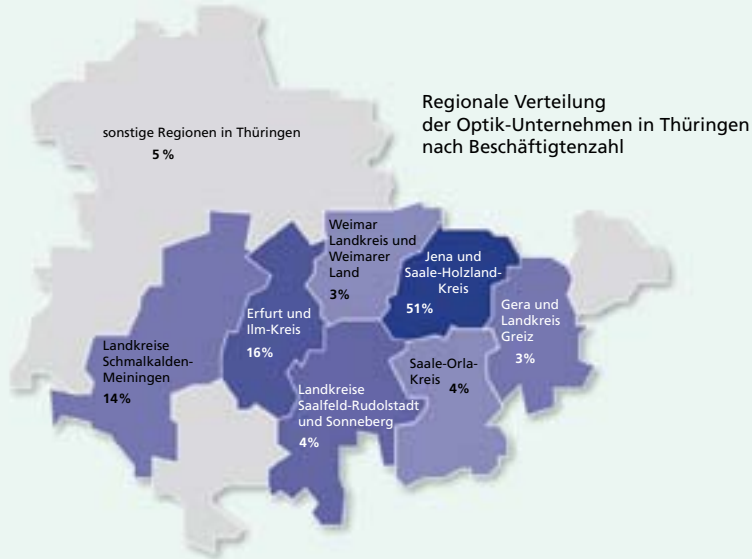 Regionale Verteilung
der Optik-Unternehmen in Thüringen
nach Beschäftigtenzahl
sonstige Regionen in Thüringen
5 %
Weimar
Landkreis und
Weimarer
Land
3%
Jena und
Saale-Holzland-
Kreis
51%
Gera und
Landkreis
Greiz
3%
Erfurt und
Ilm-Kreis
16%
Landkreise
Schmalkalden-
Meiningen
14%
Landkreise
Saalfeld-Rudolstadt
und Sonneberg
4%
Saale-Orla-
Kreis 4%